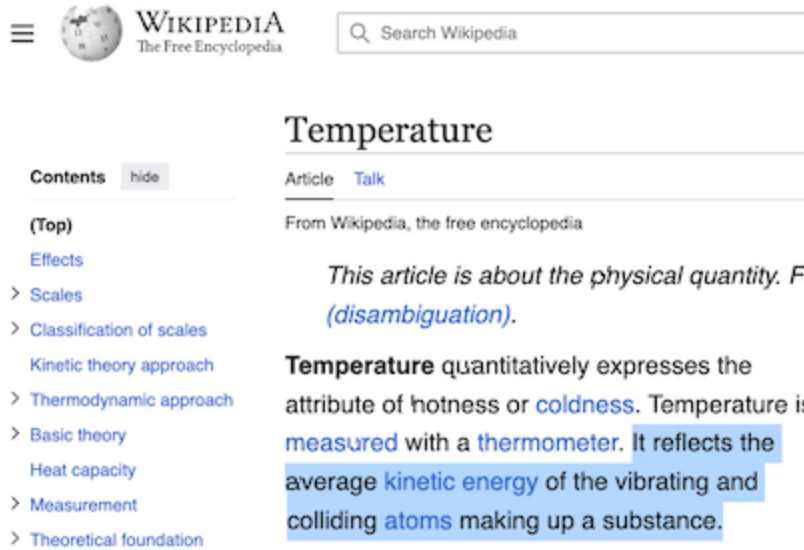 WIKIPEDIA
The Free Encyclopedia
Search Wikipedia
Temperature
Contents hide
Article Talk
(Top)
From Wikipedia, the free encyclopedia
Effects
Scales
Classification of scales
Kinetic theory approach
Thermodynamic approach
Basic theory
Heat capacity
Measurement
Theoretical foundation
This article is about the physical quantity. F
(disambiguation).
Temperature quantitatively expresses the
attribute of hotness or coldness. Temperature is
measured with a thermometer. It reflects the
average kinetic energy of the vibrating and
colliding atoms making up a substance.